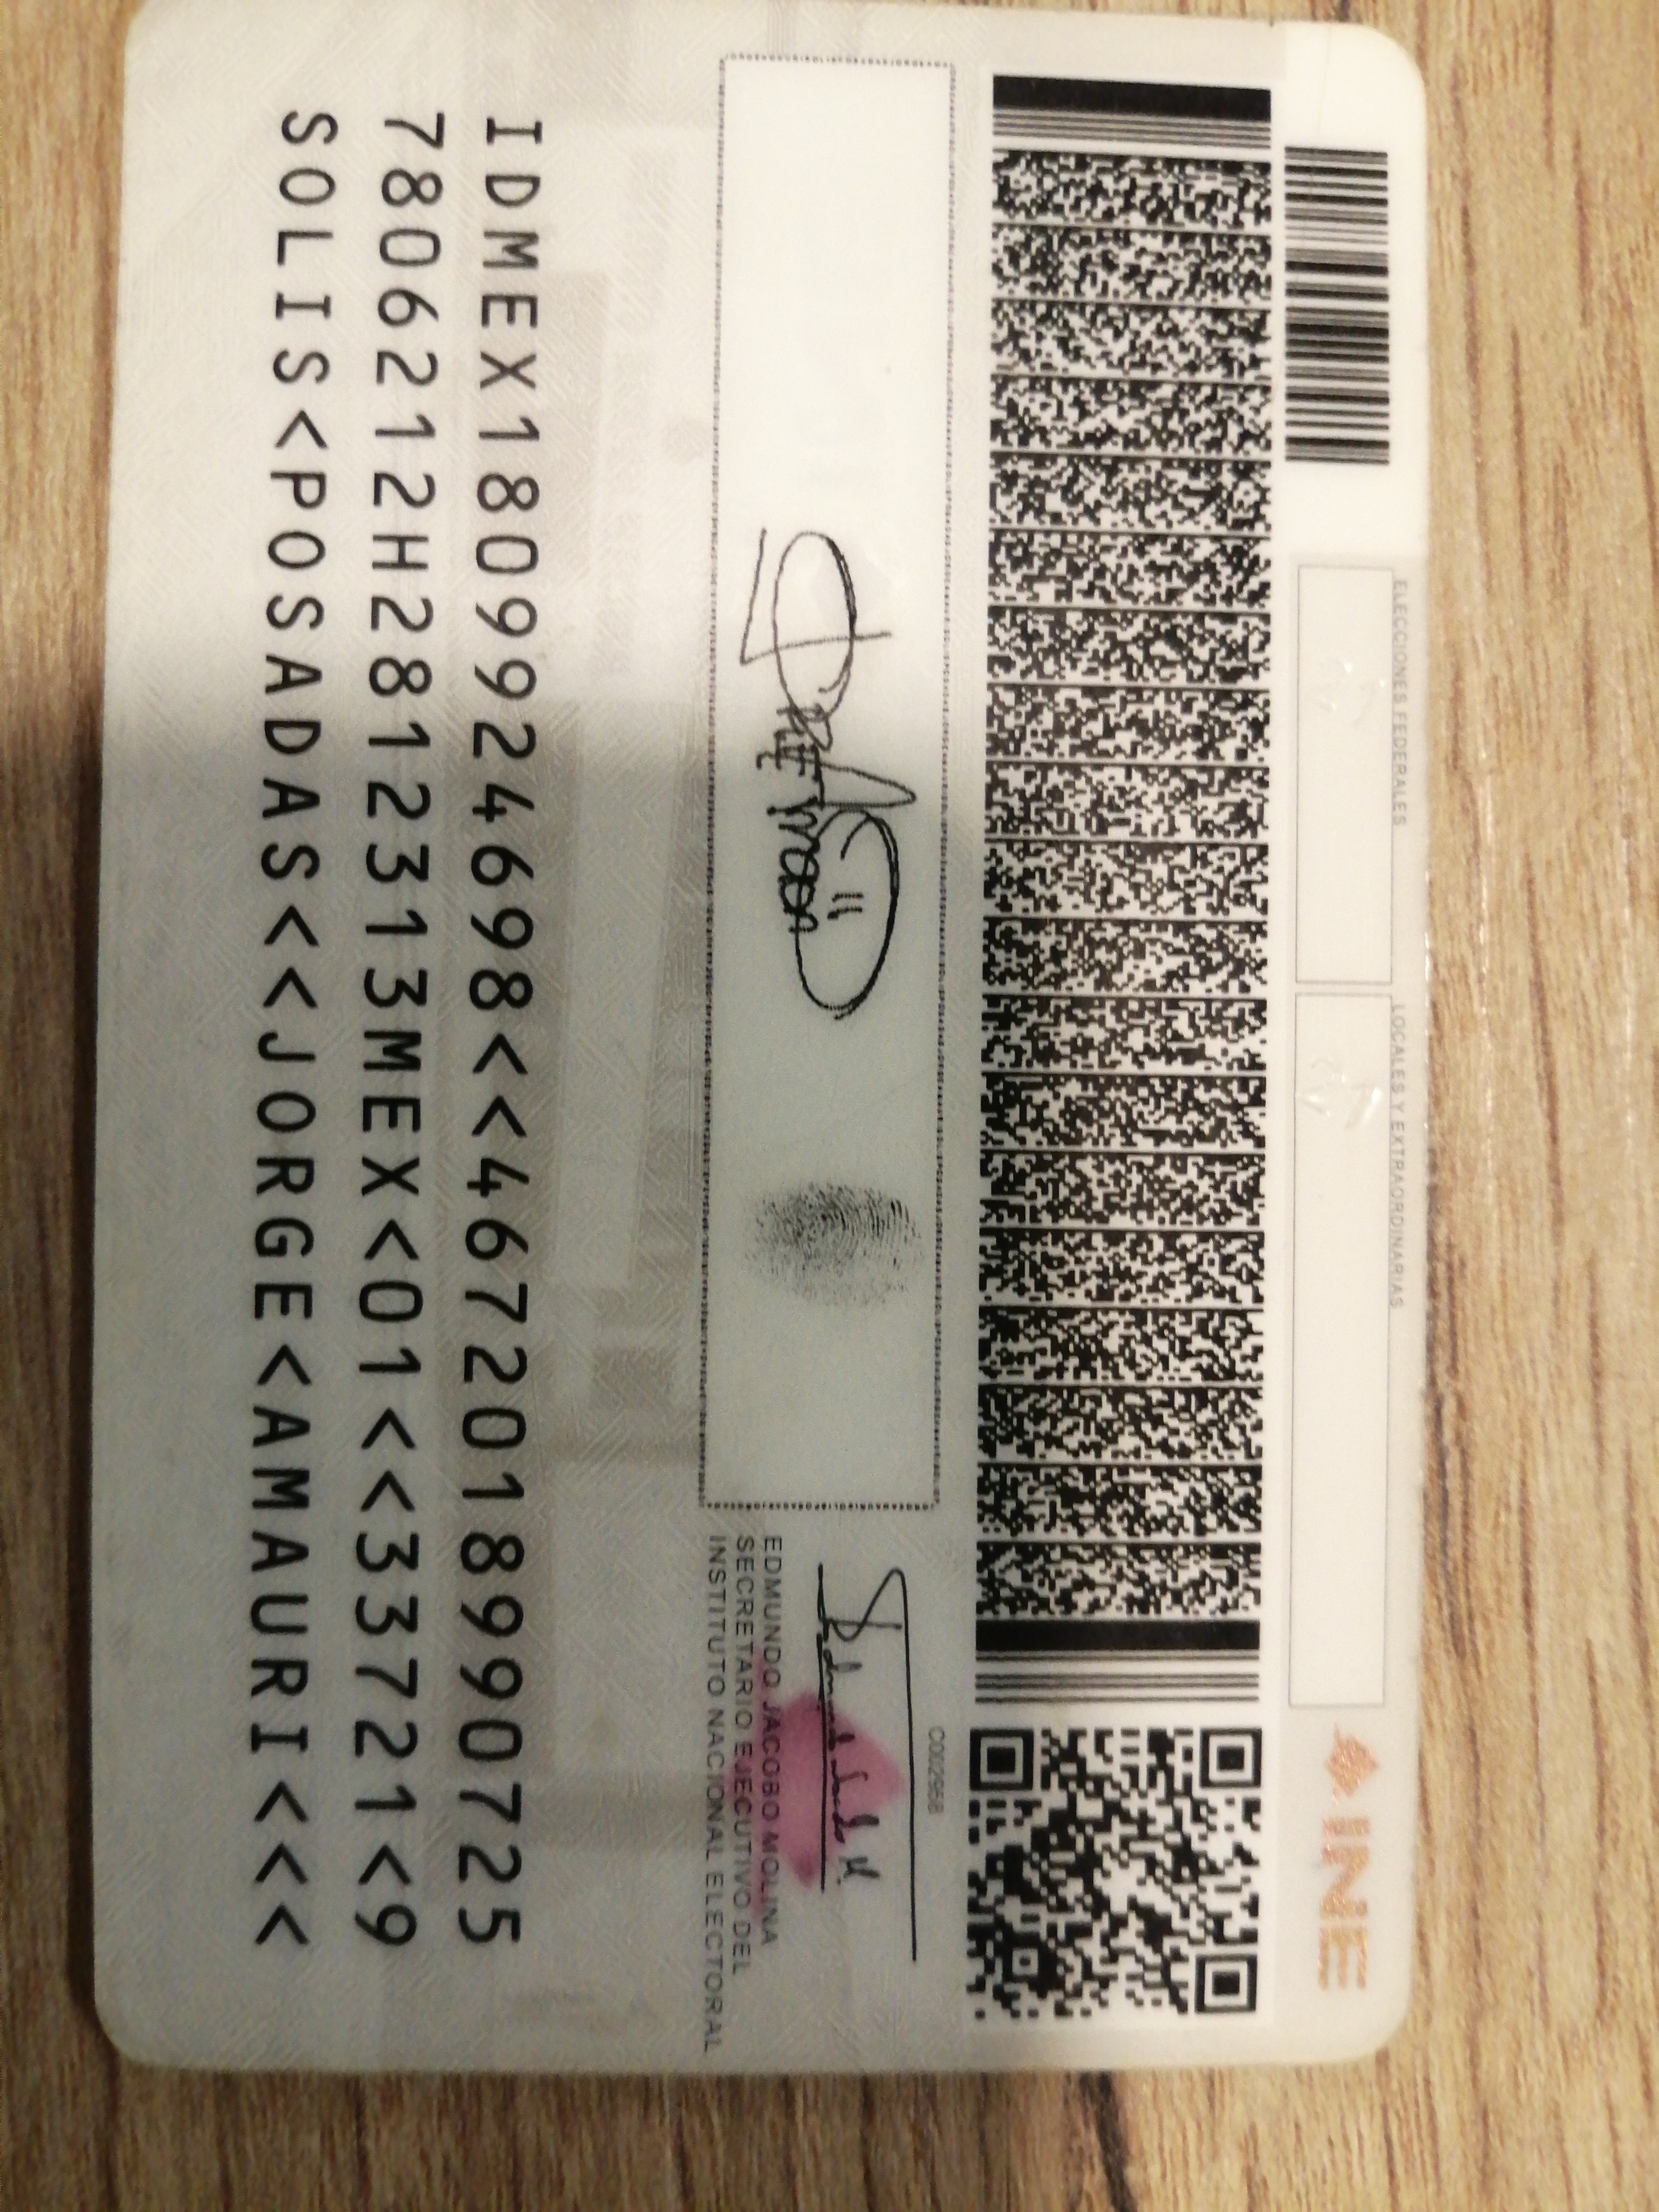 ELECCIONES FEDERALES
LOCALES Y EXTRAORDINARIAS
INE
C002958
EDMUNDO JACOBO MOLINA
SECRETARIO EJECUTIVO DEL
INSTITUTO NACIONAL ELECTORAL
IDMEX1809924698<<4672018990725
7806212H2812313MEX<01<<33721<9
SOLIS<POSADAS<<JORGE<AMAURI<<<